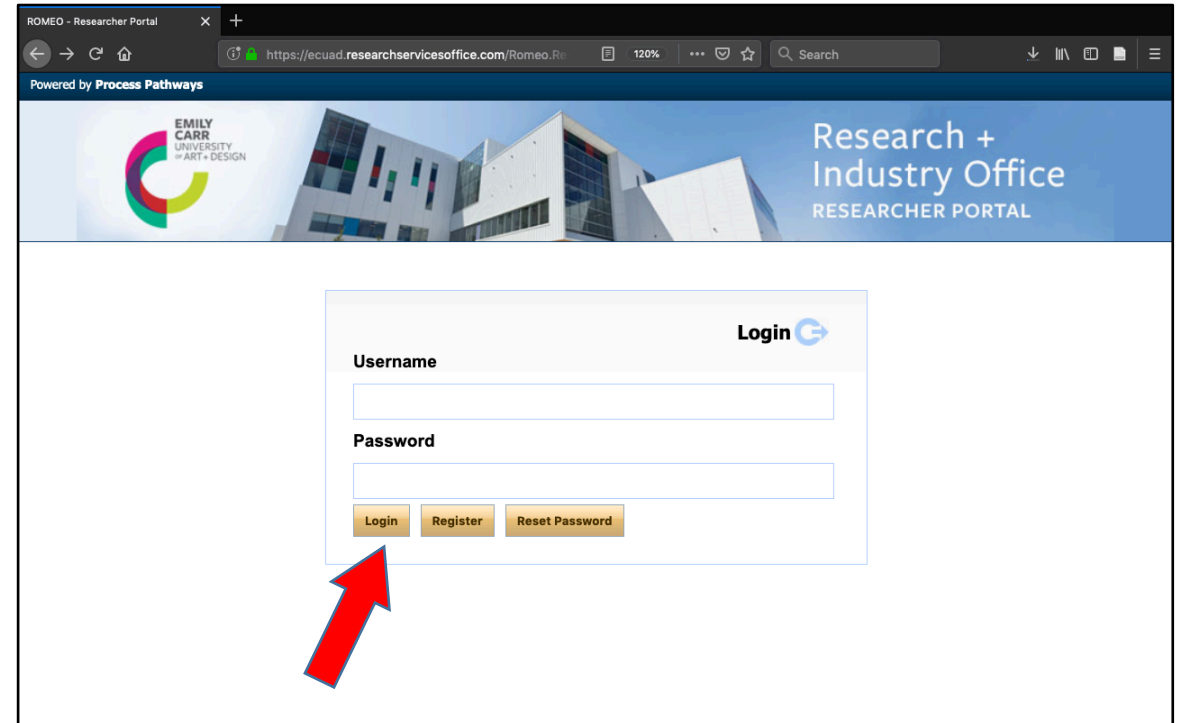 ROMEO - Researcher Portal
https://ecuad.researchservicesoffice.com/Romeo.Re
120%
Search
Powered by Process Pathways
EMILY
CARR
UNIVERSITY
OF ART + DESIGN
Research +
Industry Office
RESEARCHER PORTAL
Login
Username
Password
Login Register Reset Password